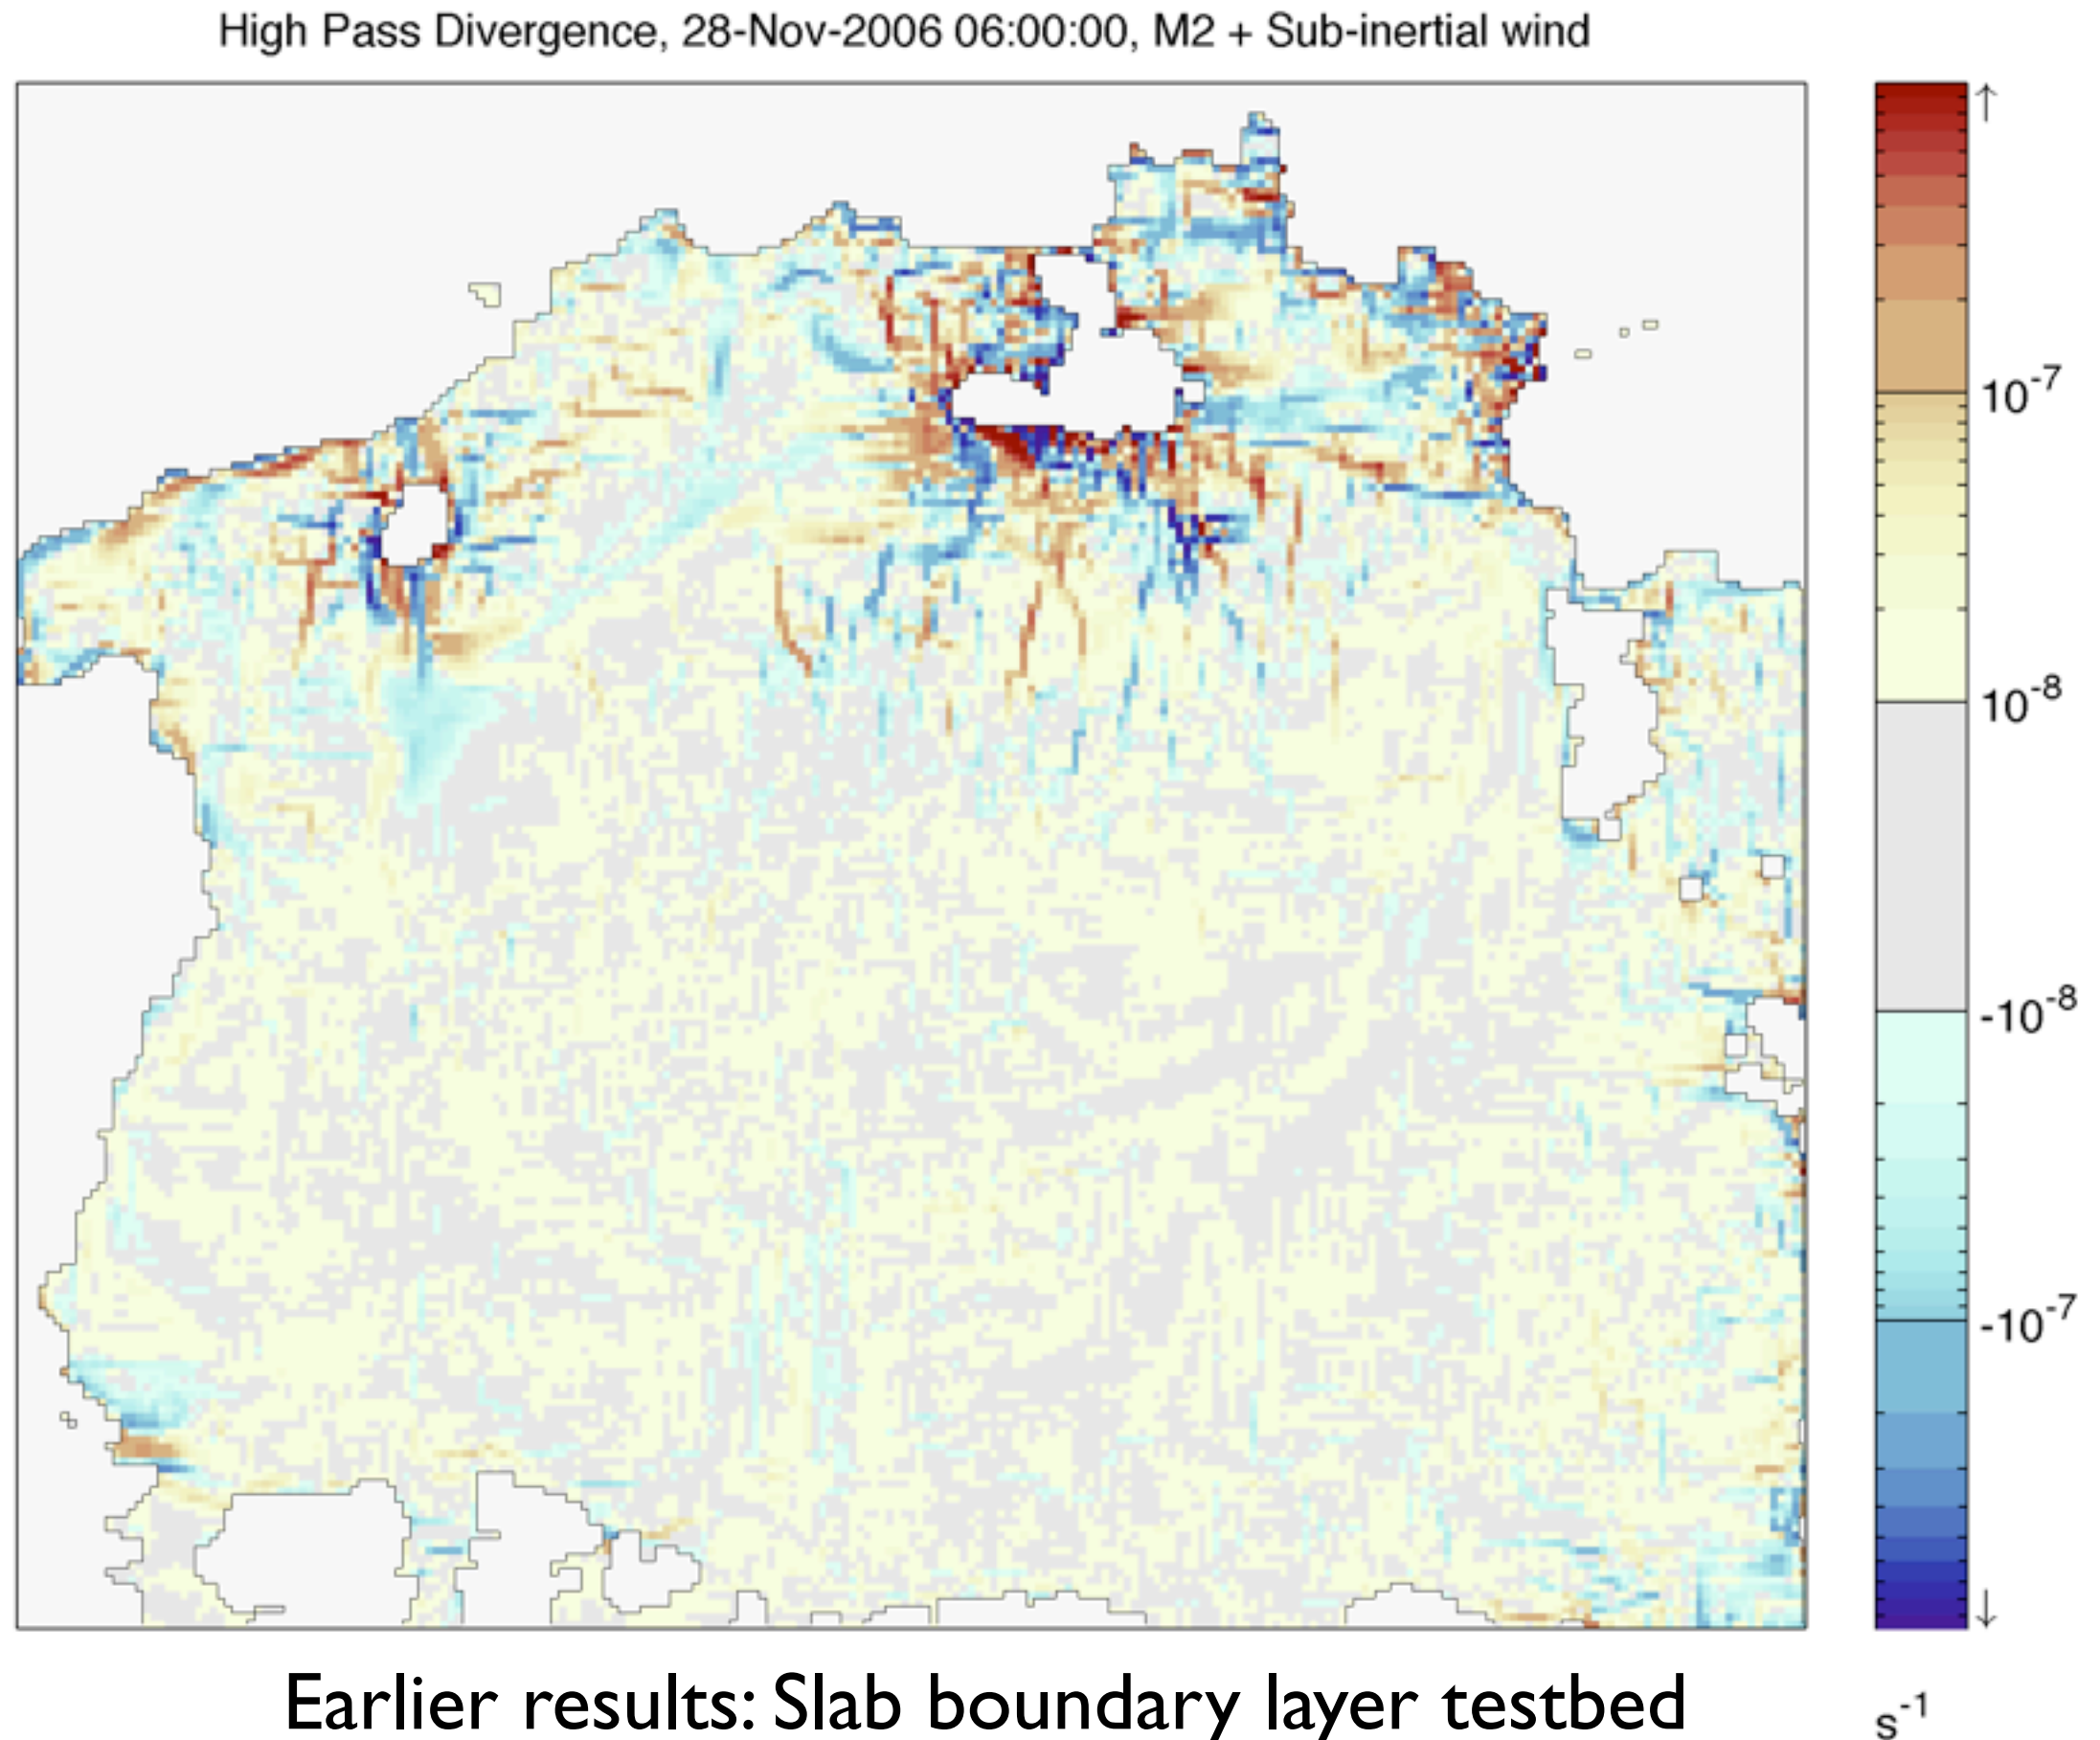 High Pass Divergence, 28-Nov-2006 06:00:00, M2 + Sub-inertial wind
↑
10⁻⁷
10⁻⁸
-10⁻⁸
-10⁻⁷
↓
s⁻¹
Earlier results: Slab boundary layer testbed